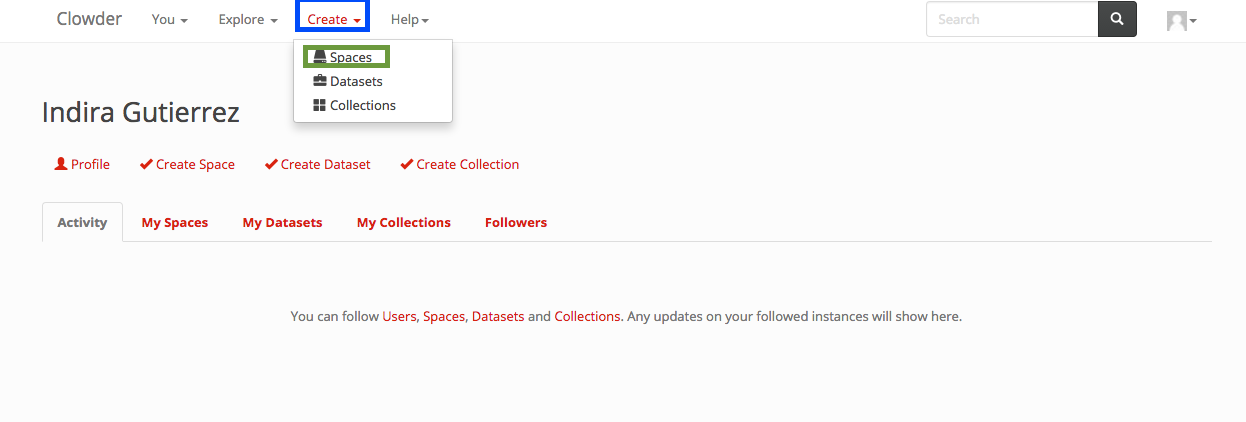 Clowder You Explore Create Help Search
Spaces
Datasets
Collections
Indira Gutierrez
Profile Create Space Create Dataset Create Collection
Activity My Spaces My Datasets My Collections Followers
You can follow Users, Spaces, Datasets and Collections. Any updates on your followed instances will show here.